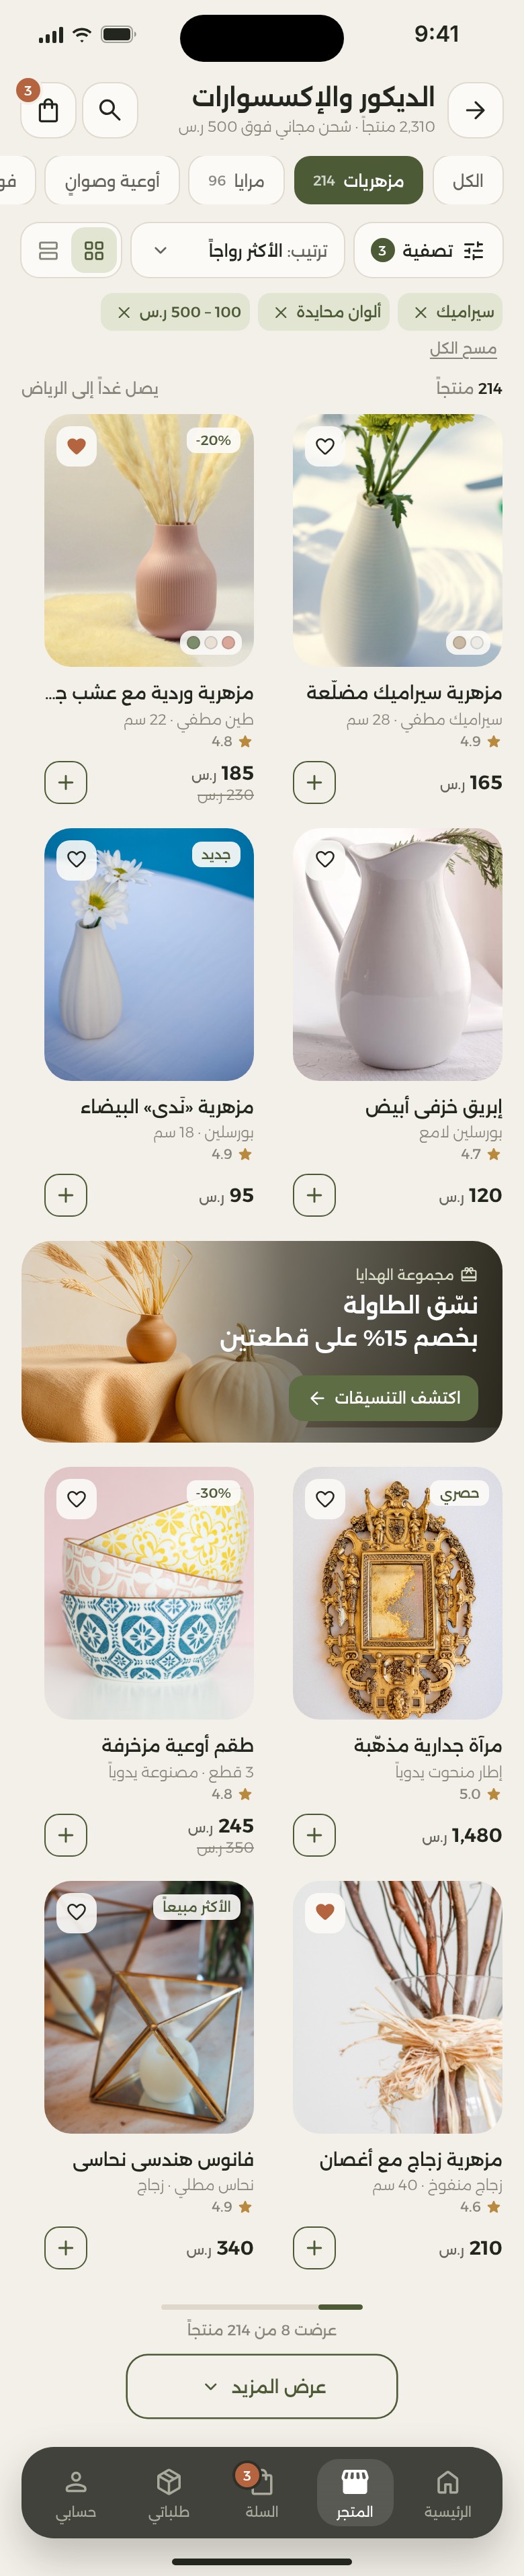 9:41
الديكور والإكسسوارات
2,310 منتجاً · شحن مجاني فوق 500 ر.س
3
الكل
مزهريات 214
مرايا 96
أوعية وصوانٍ
تصفية 3
ترتيب: الأكثر رواجاً
سيراميك
ألوان محايدة
100 – 500 ر.س
مسح الكل
214 منتجاً
يصل غداً إلى الرياض
مزهرية سيراميك مضلّعة
سيراميك مطفي · 28 سم
4.9
165 ر.س
-20%
مزهرية وردية مع عشب جـ...
طين مطفي · 22 سم
4.8
185 ر.س
230 ر.س
إبريق خزفي أبيض
بورسلين لامع
4.7
120 ر.س
جديد
مزهرية «نَدى» البيضاء
بورسلين · 18 سم
4.9
95 ر.س
مجموعة الهدايا
نسّق الطاولة
بخصم 15% على قطعتين
اكتشف التنسيقات
حصري
مرآة جدارية مذهّبة
إطار منحوت يدوياً
5.0
1,480 ر.س
-30%
طقم أوعية مزخرفة
3 قطع · مصنوعة يدوياً
4.8
245 ر.س
350 ر.س
مزهرية زجاج مع أغصان
زجاج منفوخ · 40 سم
4.6
210 ر.س
الأكثر مبيعاً
فانوس هندسي نحاسي
نحاس مطلي · زجاج
4.9
340 ر.س
عرضت 8 من 214 منتجاً
عرض المزيد
الرئيسية
المتجر
السلة
3
طلباتي
حسابي